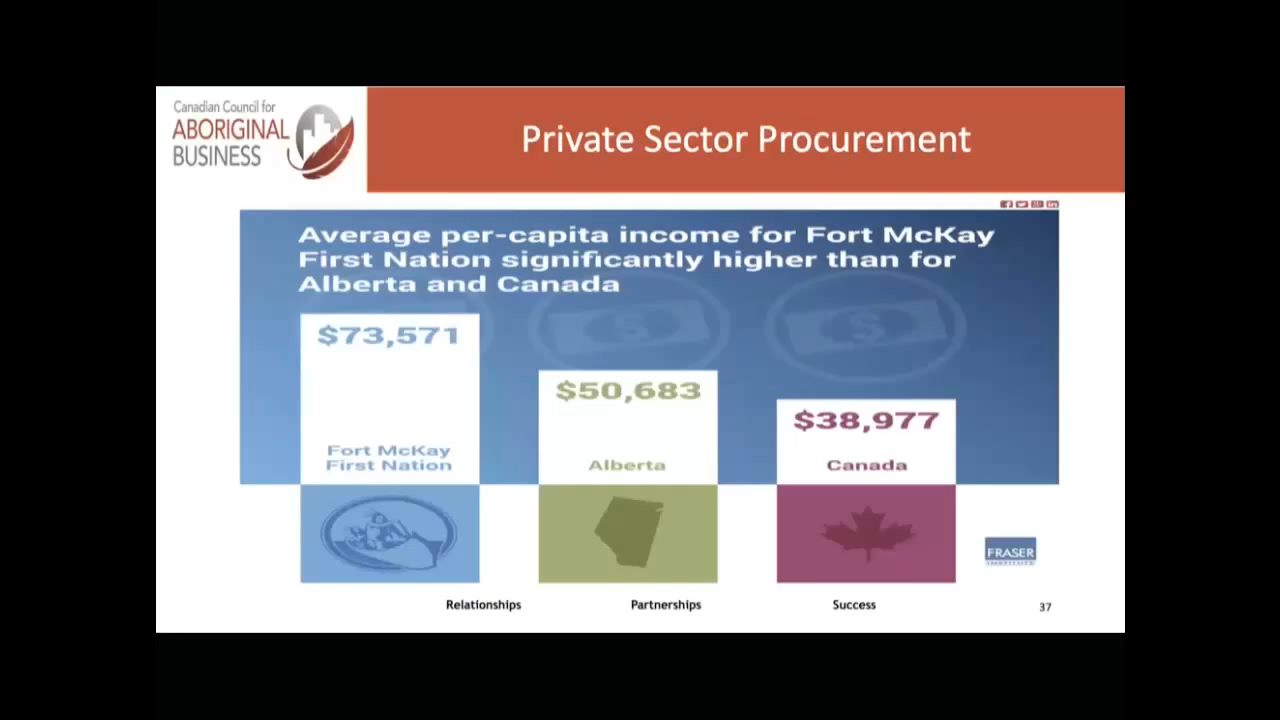 Canadian Council for
ABORIGINAL
BUSINESS
Private Sector Procurement
Average per-capita income for Fort McKay
First Nation significantly higher than for
Alberta and Canada
$73,571
Fort McKay
First Nation
$50,683
Alberta
$38,977
Canada
FRASER
INSTITUTE
Relationships
Partnerships
Success
37